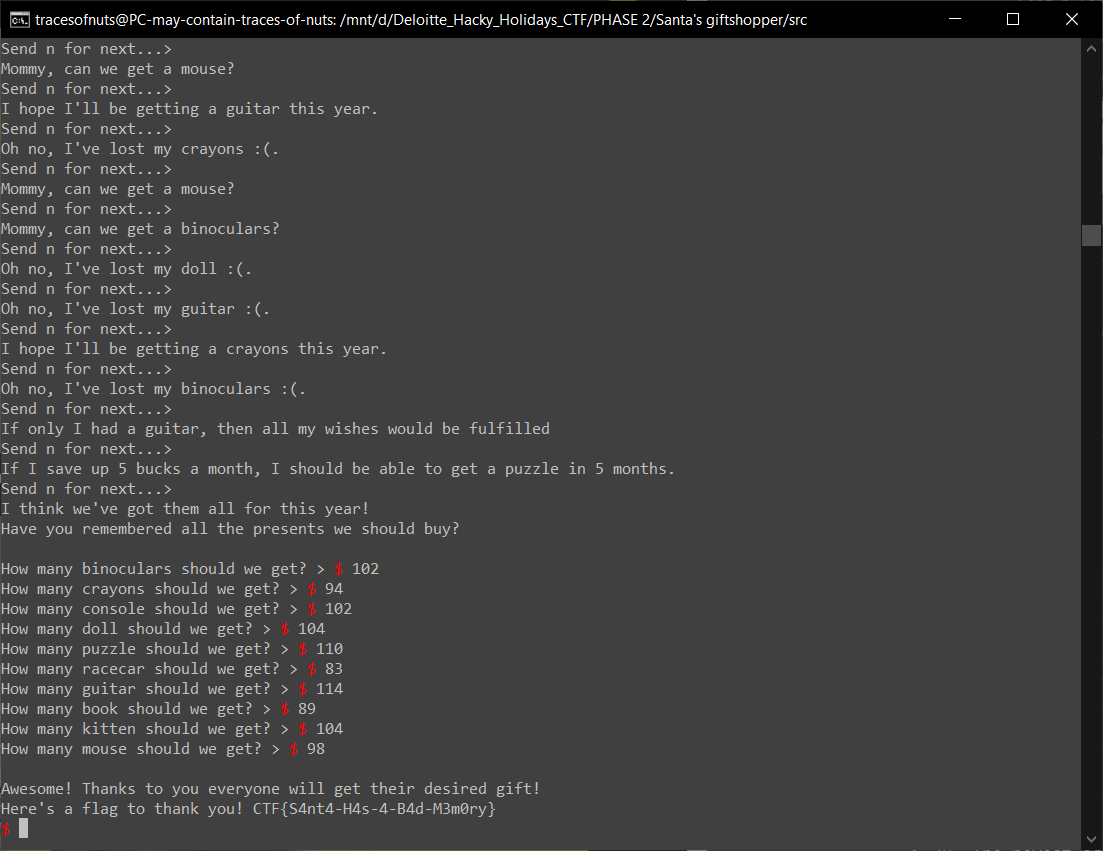 tracesofnuts@PC-may-contain-traces-of-nuts: /mnt/d/Deloitte_Hacky_Holidays_CTF/PHASE 2/Santa's giftshopper/src
Send n for next...>
Mommy, can we get a mouse?
Send n for next...>
I hope I'll be getting a guitar this year.
Send n for next...>
Oh no, I've lost my crayons :(.
Send n for next...>
Mommy, can we get a mouse?
Send n for next...>
Mommy, can we get a binoculars?
Send n for next...>
Oh no, I've lost my doll :(.
Send n for next...>
Oh no, I've lost my guitar :(.
Send n for next...>
I hope I'll be getting a crayons this year.
Send n for next...>
Oh no, I've lost my binoculars :(.
Send n for next...>
If only I had a guitar, then all my wishes would be fulfilled
Send n for next...>
If I save up 5 bucks a month, I should be able to get a puzzle in 5 months.
Send n for next...>
I think we've got them all for this year!
Have you remembered all the presents we should buy?
How many binoculars should we get? > $ 102
How many crayons should we get? > $ 94
How many console should we get? > $ 102
How many doll should we get? > $ 104
How many puzzle should we get? > $ 110
How many racecar should we get? > $ 83
How many guitar should we get? > $ 114
How many book should we get? > $ 89
How many kitten should we get? > $ 104
How many mouse should we get? > $ 98
Awesome! Thanks to you everyone will get their desired gift!
Here's a flag to thank you! CTF{S4nt4-H4s-4-B4d-M3m0ry}
$